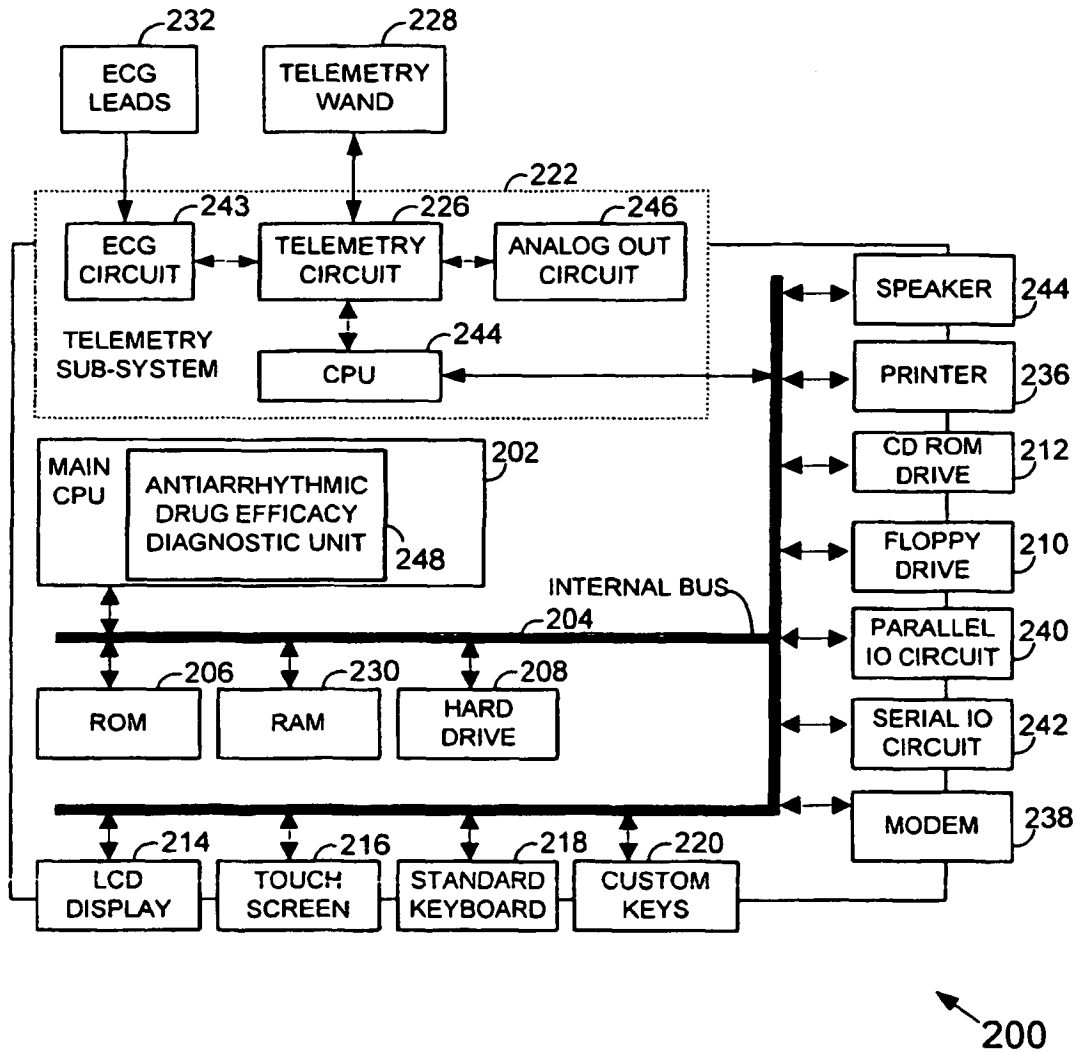 232
ECG
LEADS
228
TELEMETRY
WAND
222
243
ECG
CIRCUIT
226
TELEMETRY
CIRCUIT
246
ANALOG OUT
CIRCUIT
TELEMETRY
SUB-SYSTEM
244
CPU
SPEAKER
244
PRINTER
236
CD ROM
DRIVE
212
FLOPPY
DRIVE
210
PARALLEL
IO CIRCUIT
240
SERIAL IO
CIRCUIT
242
MODEM
238
MAIN
CPU
202
ANTIARRHYTHMIC
DRUG EFFICACY
DIAGNOSTIC UNIT
248
INTERNAL BUS
204
206
ROM
230
RAM
208
HARD
DRIVE
214
LCD
DISPLAY
216
TOUCH
SCREEN
218
STANDARD
KEYBOARD
220
CUSTOM
KEYS
200